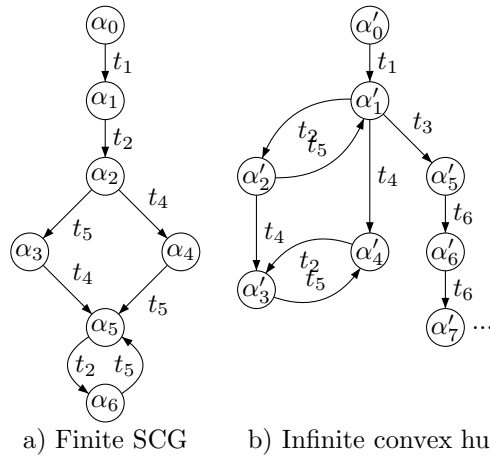 α₀
t₁
α₁
t₂
α₂
t₅
t₄
α₃
α₄
t₄
t₅
α₅
t₂
t₅
α₆
a) Finite SCG
α′₀
t₁
α′₁
t₂
t₅
t₃
α′₂
t₄
α′₅
t₄
t₆
α′₄
α′₆
t₂
t₅
α′₃
t₆
α′₇ ...
b) Infinite convex hu